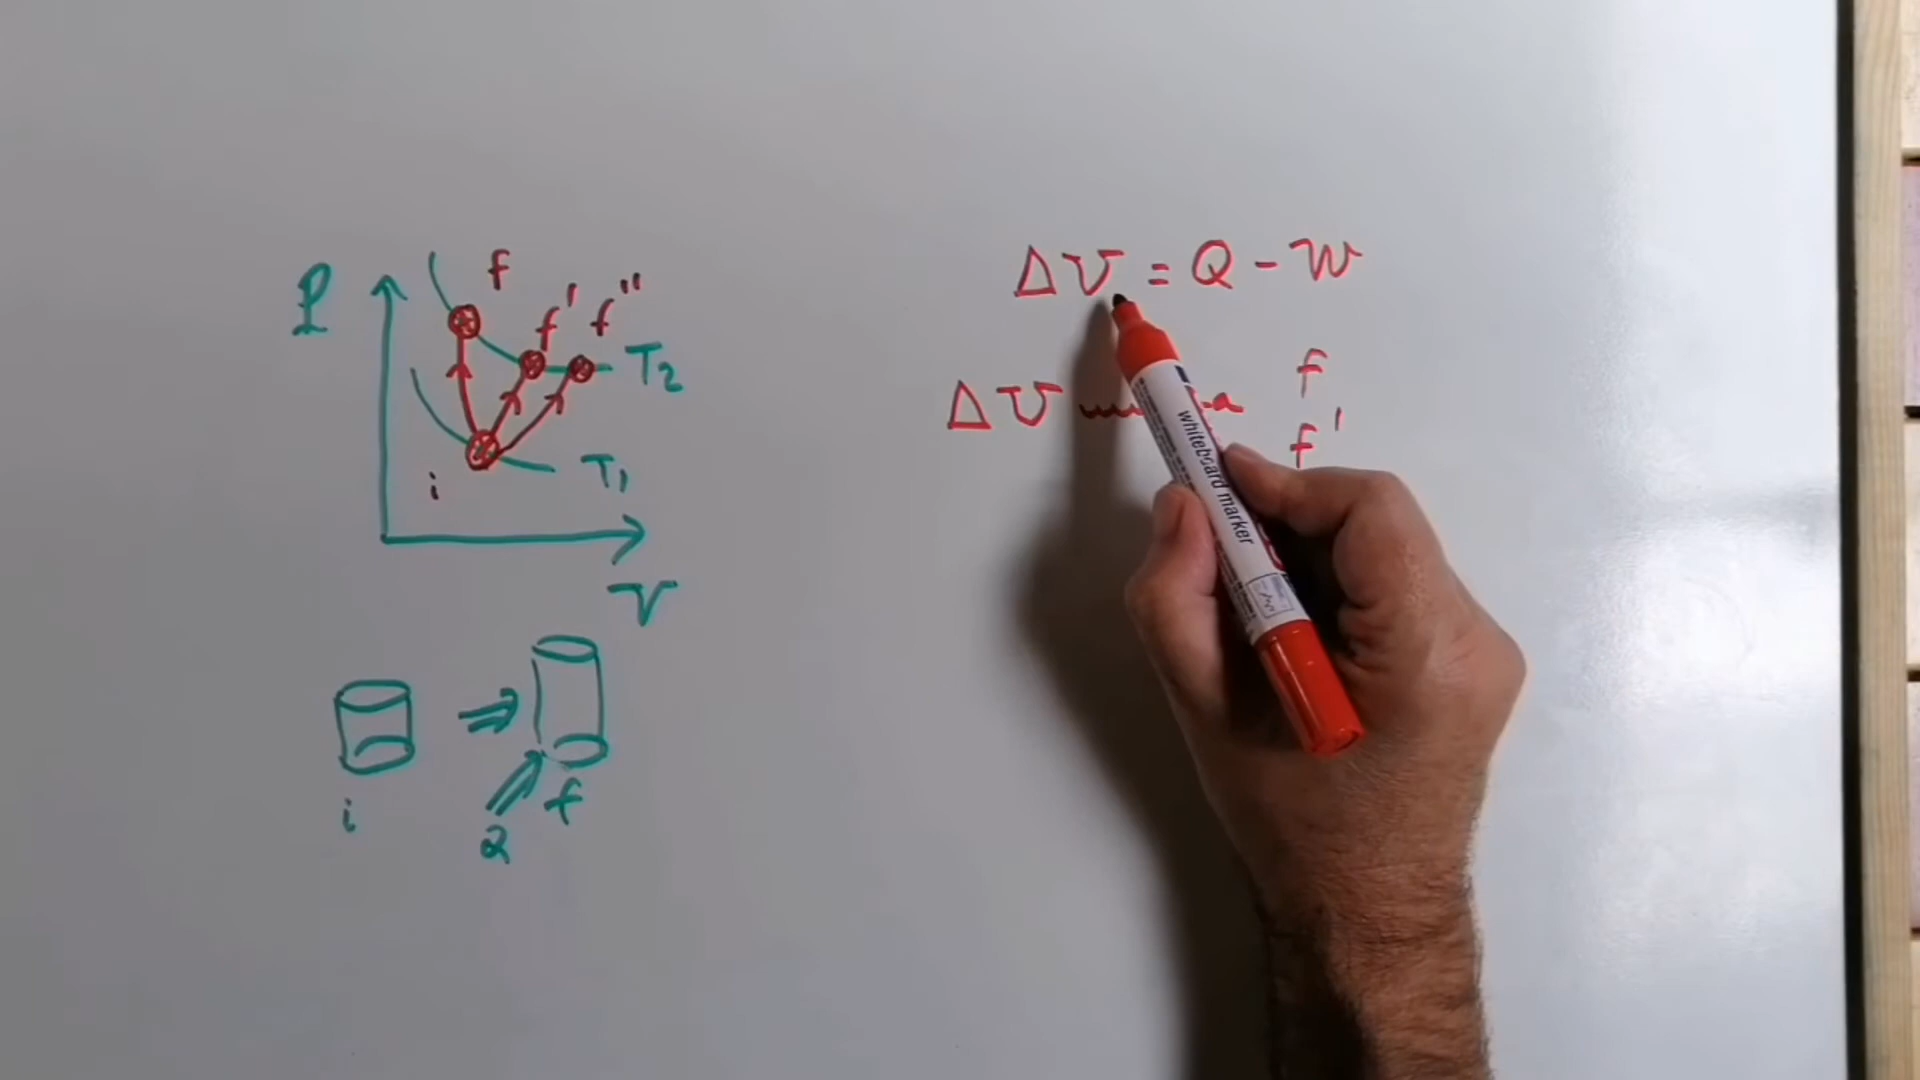 P
f
f'
f''
T₂
T₁
i
V
i
Q
f
ΔU = Q - W
ΔU
f
f'
whiteboard marker